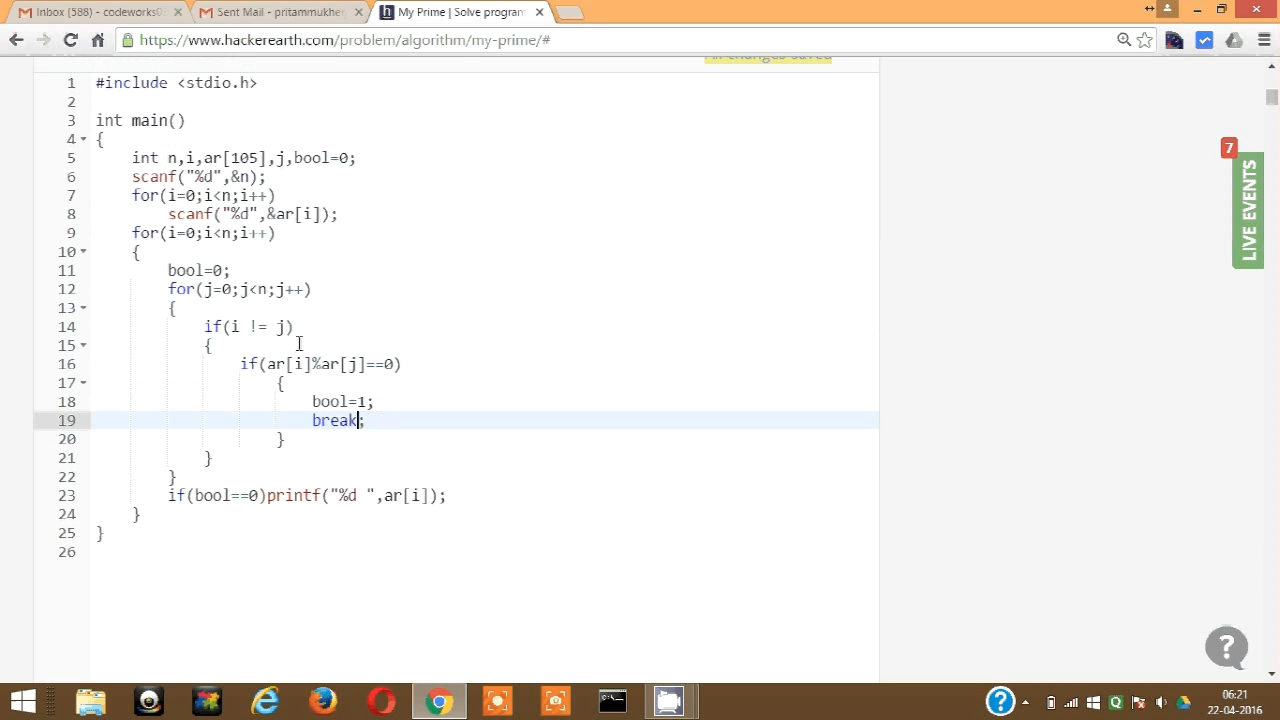 Inbox (588) - codeworks0
Sent Mail - pritammukher
My Prime | Solve program
https://www.hackerearth.com/problem/algorithm/my-prime/#
changes saved
1 #include <stdio.h>
2
3 int main()
4 {
5 int n,i,ar[105],j,bool=0;
6 scanf("%d",&n);
7 for(i=0;i<n;i++)
8 scanf("%d",&ar[i]);
9 for(i=0;i<n;i++)
10 {
11 bool=0;
12 for(j=0;j<n;j++)
13 {
14 if(i != j)
15 {
16 if(ar[i]%ar[j]==0)
17 {
18 bool=1;
19 break;
20 }
21 }
22 }
23 if(bool==0)printf("%d ",ar[i]);
24 }
25 }
26
7
LIVE EVENTS
?
06:21
22-04-2016